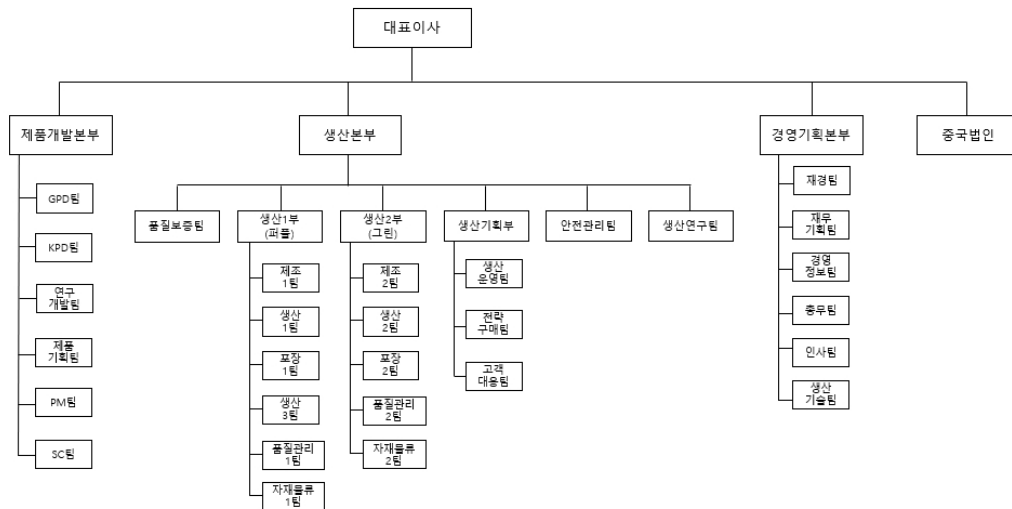 대표이사
제품개발본부
생산본부
경영기획본부
중국법인
GPD팀
KPD팀
연구
개발팀
제품
기획팀
PM팀
SC팀
품질보증팀
생산1부
(퍼플)
생산2부
(그린)
생산기획부
안전관리팀
생산연구팀
제조
1팀
생산
1팀
포장
1팀
생산
3팀
품질관리
1팀
자재물류
1팀
제조
2팀
생산
2팀
포장
2팀
품질관리
2팀
자재물류
2팀
생산
운영팀
전략
구매팀
고객
대응팀
재경팀
재무
기획팀
경영
정보팀
총무팀
인사팀
생산
기술팀